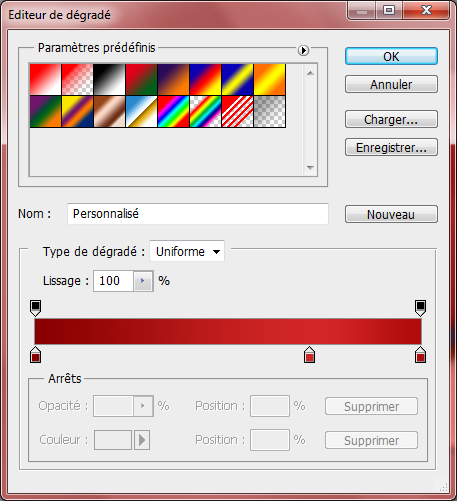 Editeur de dégradé
Paramètres prédéfinis
OK
Annuler
Charger...
Enregistrer...
Nom : Personnalisé
Nouveau
Type de dégradé : Uniforme
Lissage : 100 %
Arrêts
Opacité : % Position : % Supprimer
Couleur : Position : % Supprimer